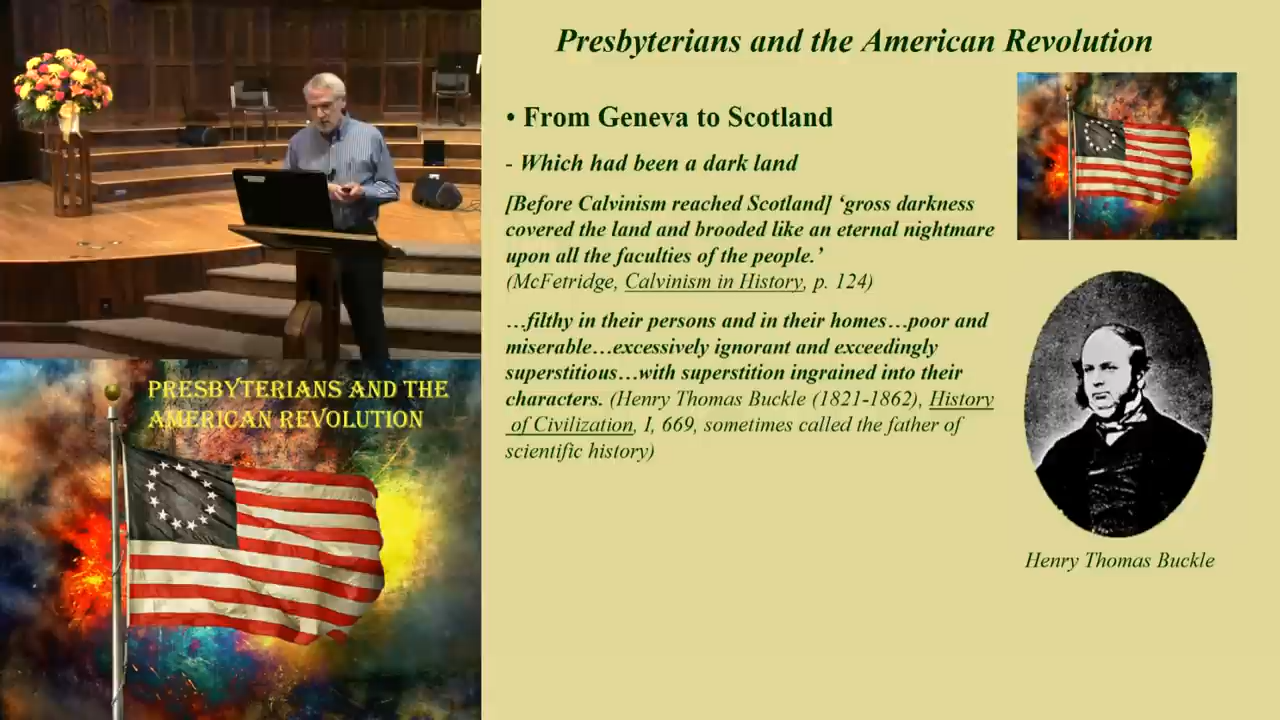 Presbyterians and the American Revolution
• From Geneva to Scotland
- Which had been a dark land
[Before Calvinism reached Scotland] ‘gross darkness
covered the land and brooded like an eternal nightmare
upon all the faculties of the people.’
(McFetridge, Calvinism in History, p. 124)
…filthy in their persons and in their homes…poor and
miserable…excessively ignorant and exceedingly
superstitious…with superstition ingrained into their
characters. (Henry Thomas Buckle (1821-1862), History
of Civilization, I, 669, sometimes called the father of
scientific history)
Henry Thomas Buckle
PRESBYTERIANS AND THE
AMERICAN REVOLUTION